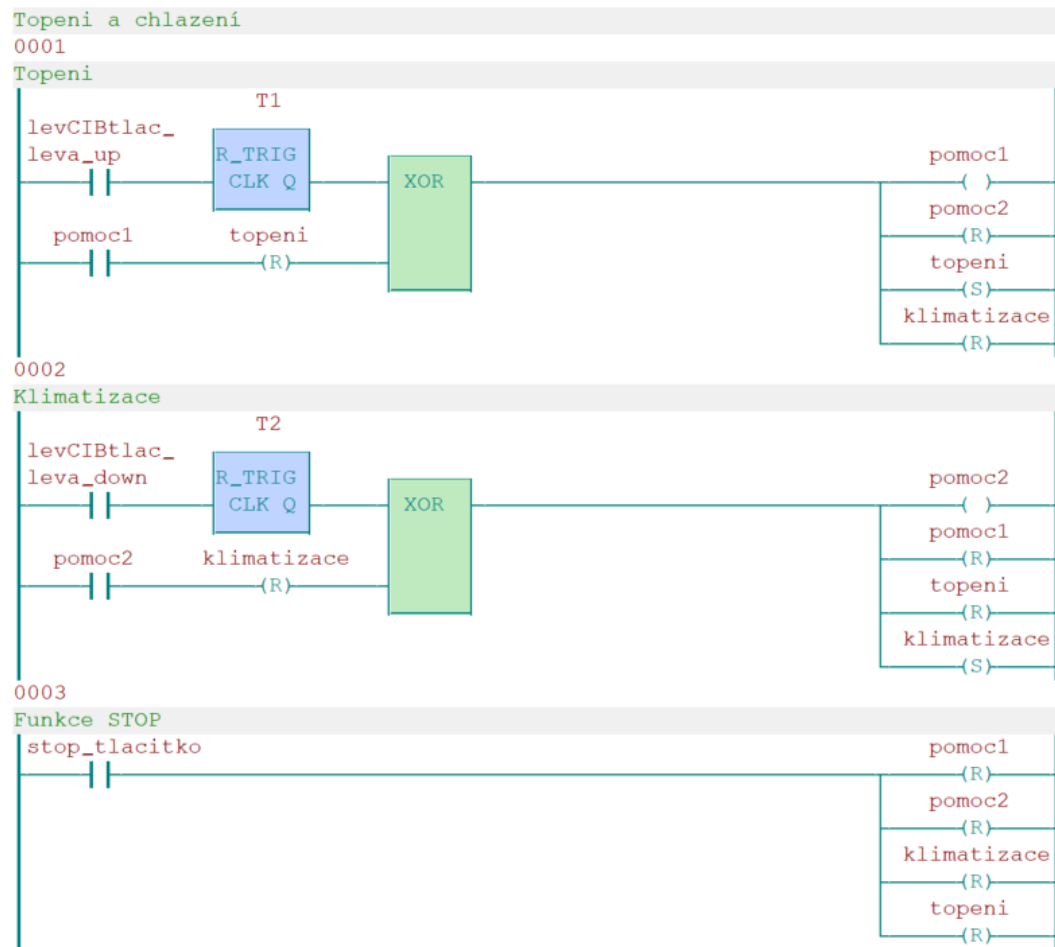 Topeni a chlazení
0001
Topeni
T1
levCIBtlac_
leva_up
R_TRIG
pomoc1
CLK Q
XOR
( )
pomoc2
pomoc1
topeni
(R)
(R)
topeni
(S)
klimatizace
(R)
0002
Klimatizace
T2
levCIBtlac_
leva_down
R_TRIG
pomoc2
CLK Q
XOR
( )
pomoc1
pomoc2
klimatizace
(R)
(R)
topeni
(R)
klimatizace
(S)
0003
Funkce STOP
stop_tlacitko
pomoc1
(R)
pomoc2
(R)
klimatizace
(R)
topeni
(R)